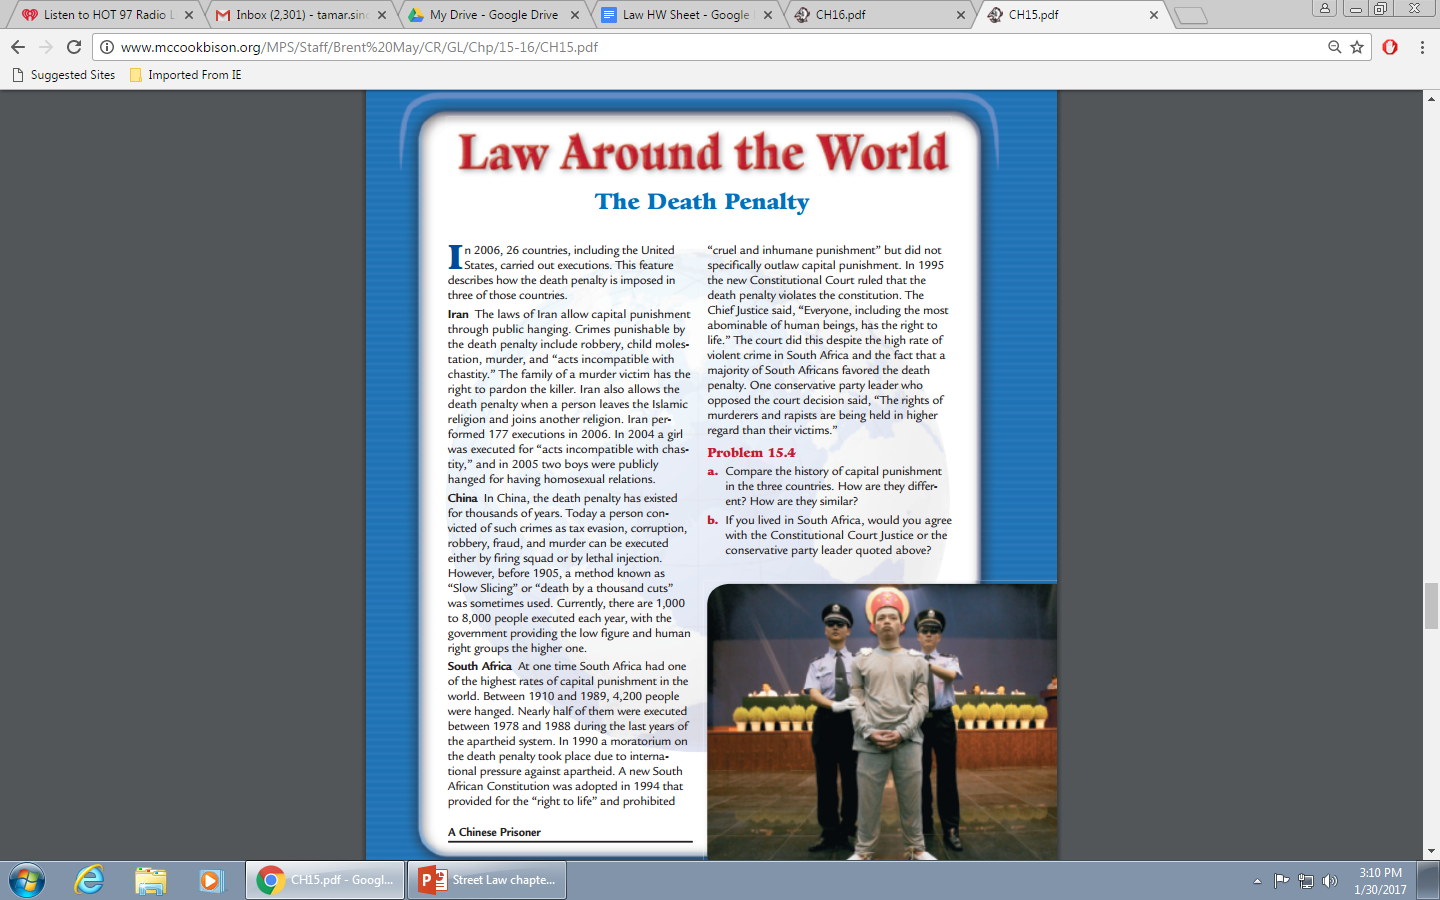 Listen to HOT 97 Radio L
Inbox (2,301) - tamar.sin
My Drive - Google Drive
Law HW Sheet - Google
CH16.pdf
CH15.pdf
www.mccookbison.org/MPS/Staff/Brent%20May/CR/GL/Chp/15-16/CH15.pdf
Suggested Sites
Imported From IE
Law Around the World
The Death Penalty
In 2006, 26 countries, including the United
States, carried out executions. This feature
describes how the death penalty is imposed in
three of those countries.
Iran The laws of Iran allow capital punishment
through public hanging. Crimes punishable by
the death penalty include robbery, child moles-
tation, murder, and “acts incompatible with
chastity.” The family of a murder victim has the
right to pardon the killer. Iran also allows the
death penalty when a person leaves the Islamic
religion and joins another religion. Iran per-
formed 177 executions in 2006. In 2004 a girl
was executed for “acts incompatible with chas-
tity,” and in 2005 two boys were publicly
hanged for having homosexual relations.
China In China, the death penalty has existed
for thousands of years. Today a person con-
victed of such crimes as tax evasion, corruption,
robbery, fraud, and murder can be executed
either by firing squad or by lethal injection.
However, before 1905, a method known as
“Slow Slicing” or “death by a thousand cuts”
was sometimes used. Currently, there are 1,000
to 8,000 people executed each year, with the
government providing the low figure and human
right groups the higher one.
South Africa At one time South Africa had one
of the highest rates of capital punishment in the
world. Between 1910 and 1989, 4,200 people
were hanged. Nearly half of them were executed
between 1978 and 1988 during the last years of
the apartheid system. In 1990 a moratorium on
the death penalty took place due to interna-
tional pressure against apartheid. A new South
African Constitution was adopted in 1994 that
provided for the “right to life” and prohibited
“cruel and inhumane punishment” but did not
specifically outlaw capital punishment. In 1995
the new Constitutional Court ruled that the
death penalty violates the constitution. The
Chief Justice said, “Everyone, including the most
abominable of human beings, has the right to
life.” The court did this despite the high rate of
violent crime in South Africa and the fact that a
majority of South Africans favored the death
penalty. One conservative party leader who
opposed the court decision said, “The rights of
murderers and rapists are being held in higher
regard than their victims.”
Problem 15.4
a. Compare the history of capital punishment
in the three countries. How are they differ-
ent? How are they similar?
b. If you lived in South Africa, would you agree
with the Constitutional Court Justice or the
conservative party leader quoted above?
A Chinese Prisoner
CH15.pdf - Googl...
Street Law chapte...
3:10 PM
1/30/2017